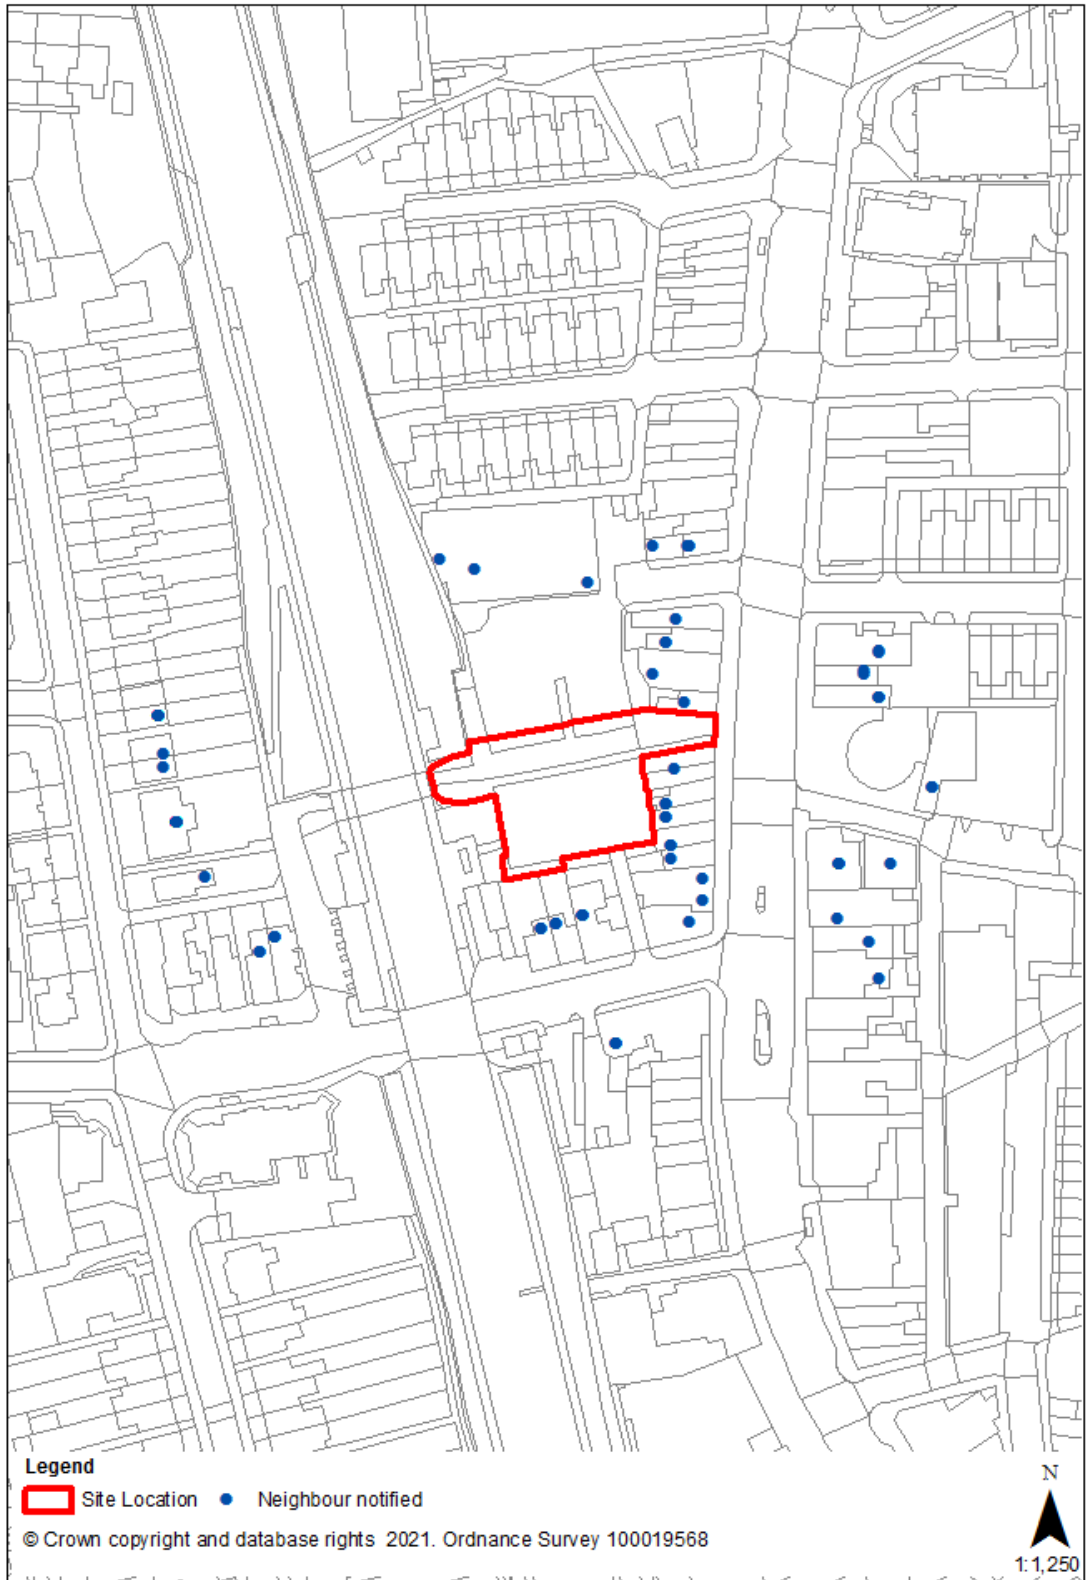 Legend
Site Location Neighbour notified
© Crown copyright and database rights 2021. Ordnance Survey 100019568
N
1:1,250